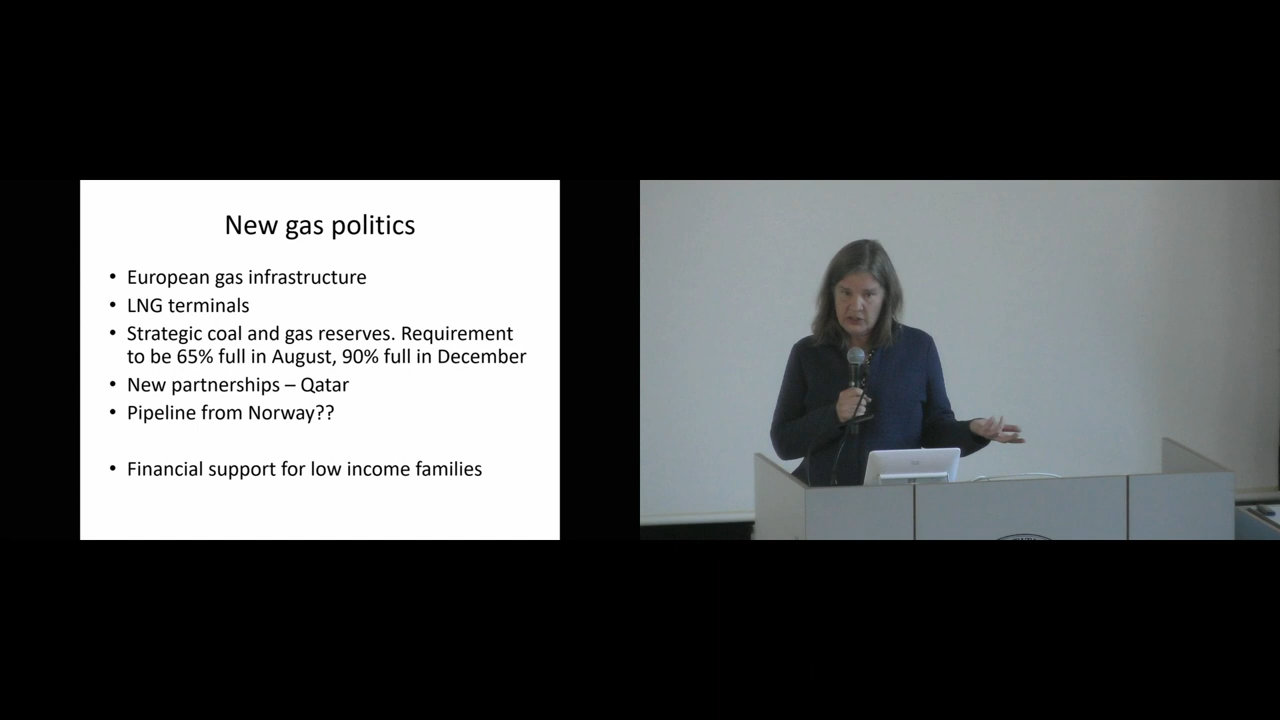 New gas politics
• European gas infrastructure
• LNG terminals
• Strategic coal and gas reserves. Requirement
to be 65% full in August, 90% full in December
• New partnerships – Qatar
• Pipeline from Norway??
• Financial support for low income families